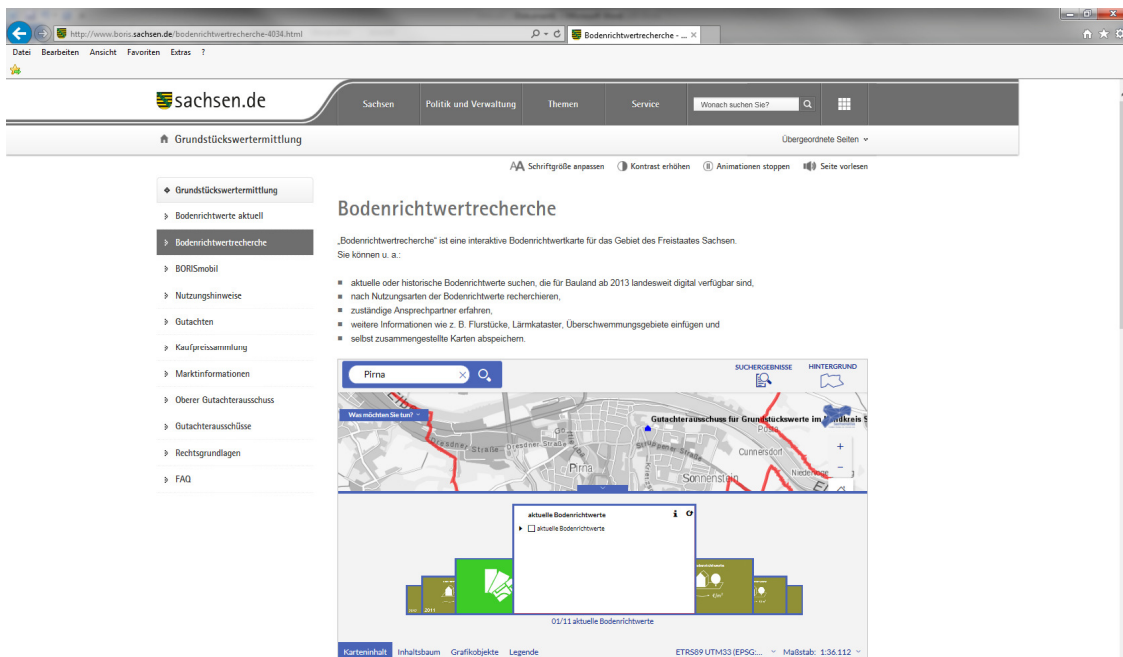 http://www.boris.sachsen.de/bodenrichtwertrecherche-4034.html
Bodenrichtwertrecherche - ...
Datei Bearbeiten Ansicht Favoriten Extras ?
sachsen.de
Sachsen Politik und Verwaltung Themen Service Wonach suchen Sie?
Grundstückswertermittlung
Übergeordnete Seiten
AA Schriftgröße anpassen Kontrast erhöhen Animationen stoppen Seite vorlesen
Grundstückswertermittlung
Bodenrichtwerte aktuell
Bodenrichtwertrecherche
BORISmobil
Nutzungshinweise
Gutachten
Kaufpreissammlung
Marktinformationen
Oberer Gutachterausschuss
Gutachterausschüsse
Rechtsgrundlagen
FAQ
Bodenrichtwertrecherche
„Bodenrichtwertrecherche" ist eine interaktive Bodenrichtwertkarte für das Gebiet des Freistaates Sachsen.
Sie können u. a.:
aktuelle oder historische Bodenrichtwerte suchen, die für Bauland ab 2013 landesweit digital verfügbar sind,
nach Nutzungsarten der Bodenrichtwerte recherchieren,
zuständige Ansprechpartner erfahren,
weitere Informationen wie z. B. Flurstücke, Lärmkataster, Überschwemmungsgebiete einfügen und
selbst zusammengestellte Karten abspeichern.
Pirna
SUCHERGEBNISSE HINTERGRUND
Was möchten Sie tun?
Gutachterausschuss für Grundstückswerte im
Posta
Dresdner Straße Dresdner Straße
Struppener Straße
Cunnersdorf
Pirna
Sonnenstein
aktuelle Bodenrichtwerte
aktuelle Bodenrichtwerte
2011
01/11 aktuelle Bodenrichtwerte
Karteninhalt Inhaltsbaum Grafikobjekte Legende ETRS89 UTM33 (EPSG:... Maßstab: 1:36.112